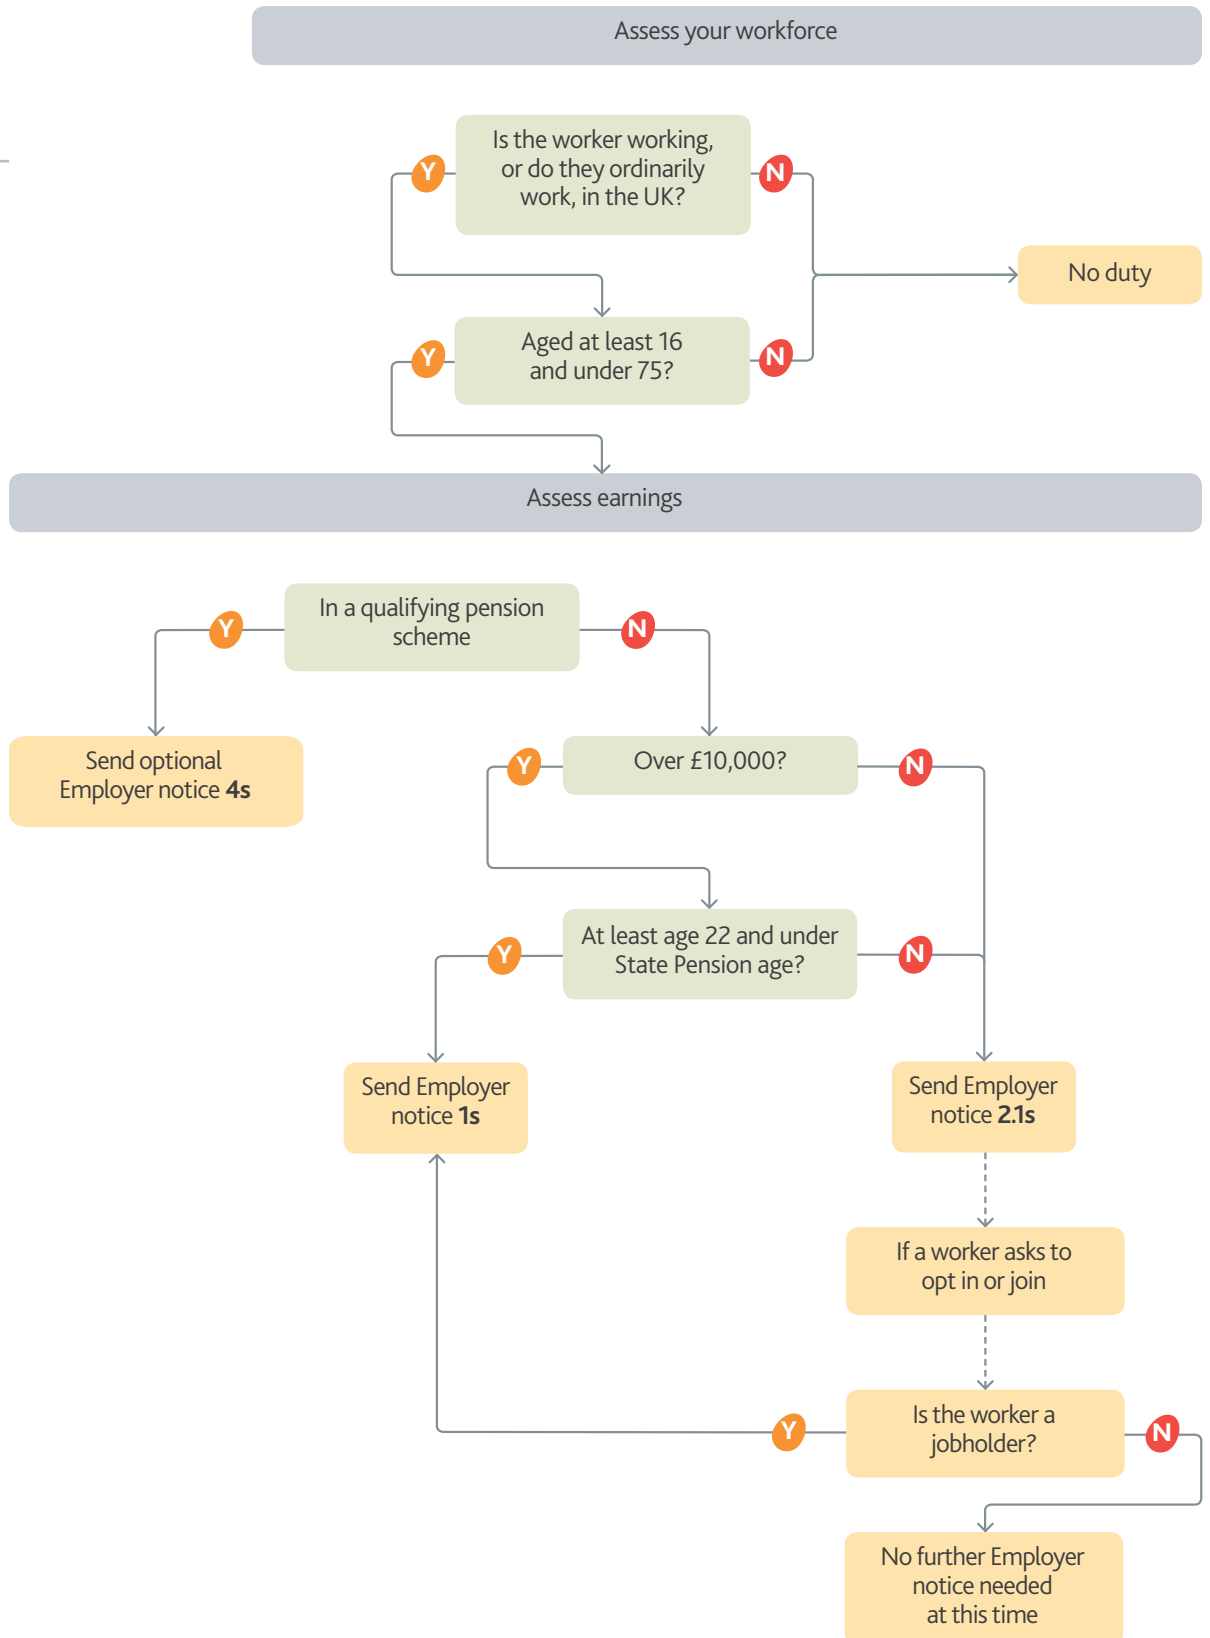 Assess your workforce
Is the worker working,
or do they ordinarily
work, in the UK?
Y
N
No duty
Aged at least 16
and under 75?
Y
N
Assess earnings
In a qualifying pension
scheme
Y
N
Send optional
Employer notice 4s
Over £10,000?
Y
N
At least age 22 and under
State Pension age?
Y
N
Send Employer
notice 1s
Send Employer
notice 2.1s
If a worker asks to
opt in or join
Is the worker a
jobholder?
Y
N
No further Employer
notice needed
at this time